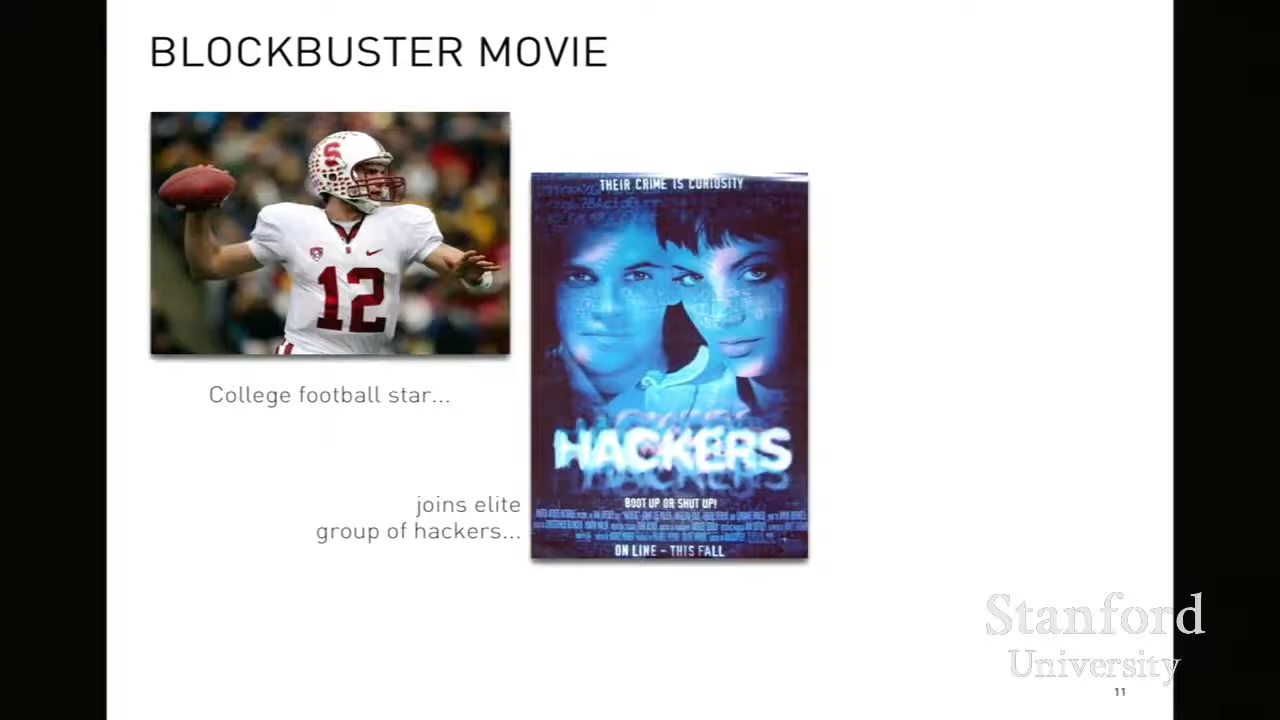 BLOCKBUSTER MOVIE
S
12
College football star...
THEIR CRIME IS CURIOSITY
HACKERS
BOOT UP OR SHUT UP!
ON LINE - THIS FALL
joins elite
group of hackers...
Stanford
University
11